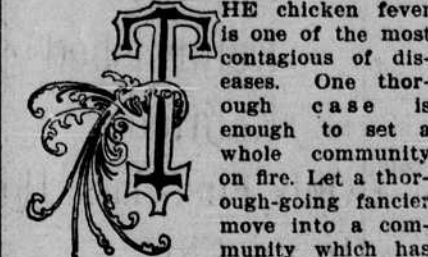 THE chicken fever
is one of the most
contagious of dis-
eases. One thor-
ough case is
enough to set a
whole community
on fire. Let a thor-
ough-going fancier
move into a com-
munity which has